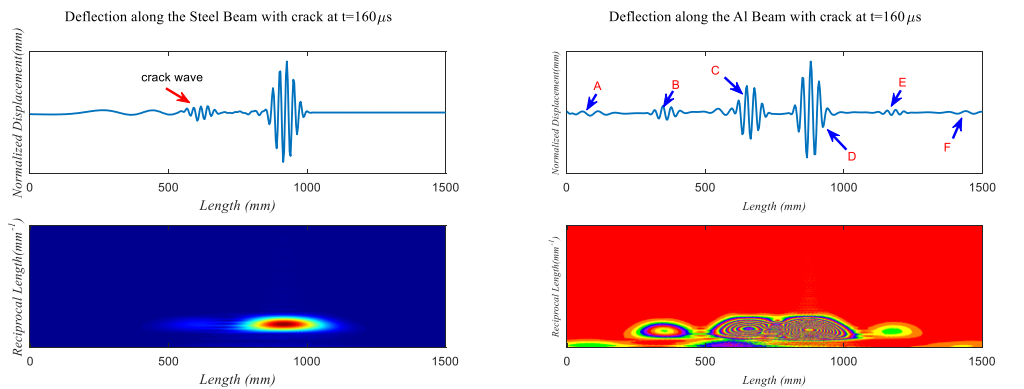 Deflection along the Steel Beam with crack at t=160μs
Normalized Displacement(mm)
crack wave
0 500 1000 1500
Length (mm)
Reciprocal Length(mm⁻¹)
0 500 1000 1500
Length (mm)
Deflection along the Al Beam with crack at t=160μs
Normalized Displacement(mm)
A B C D E F
0 500 1000 1500
Length (mm)
Reciprocal Length(mm⁻¹)
0 500 1000 1500
Length (mm)